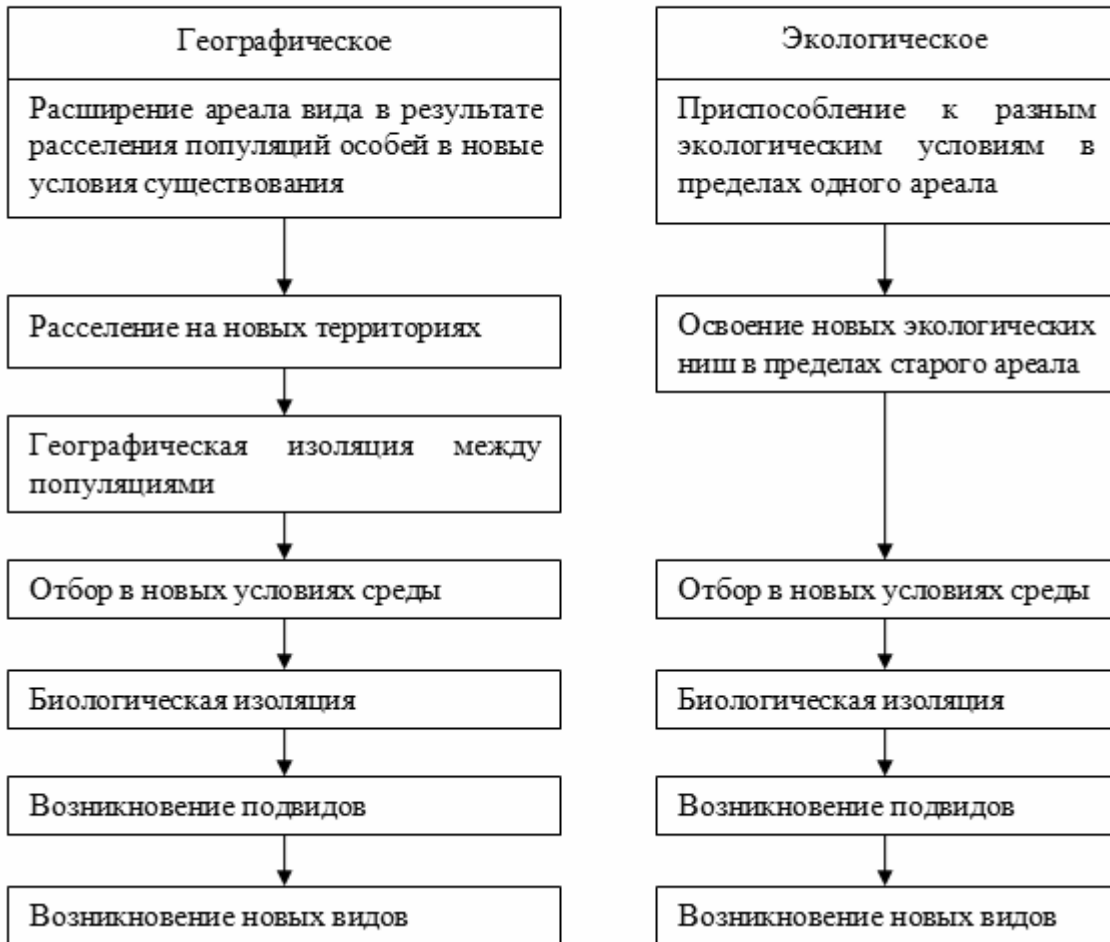 Географическое
Расширение ареала вида в результате
расселения популяций особей в новые
условия существования
Расселение на новых территориях
Географическая изоляция между
популяциями
Отбор в новых условиях среды
Биологическая изоляция
Возникновение подвидов
Возникновение новых видов
Экологическое
Приспособление к разным
экологическим условиям в
пределах одного ареала
Освоение новых экологических
ниш в пределах старого ареала
Отбор в новых условиях среды
Биологическая изоляция
Возникновение подвидов
Возникновение новых видов